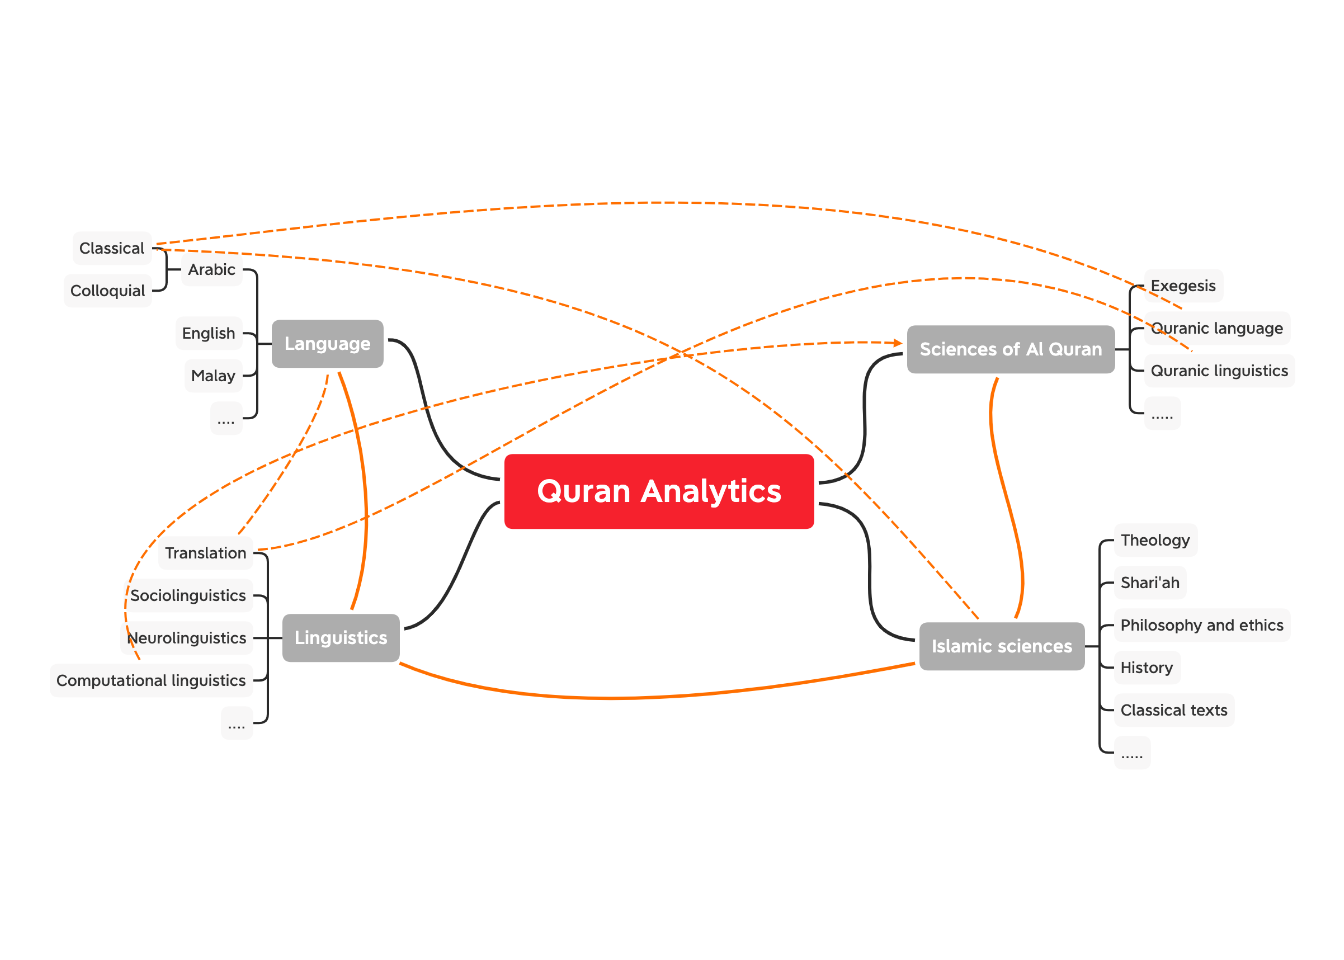 Classical
Arabic
Colloquial
English
Language
Malay
....
Exegesis
Quranic language
Sciences of Al Quran
Quranic linguistics
.....
Quran Analytics
Translation
Sociolinguistics
Neurolinguistics
Linguistics
Computational linguistics
....
Theology
Shari'ah
Philosophy and ethics
Islamic sciences
History
Classical texts
.....